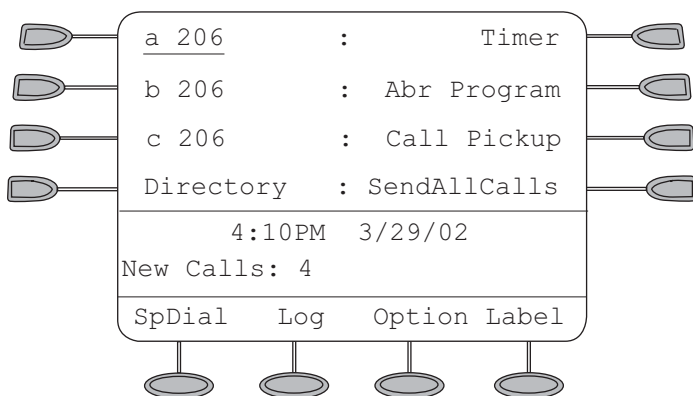 a 206 : Timer
b 206 : Abr Program
c 206 : Call Pickup
Directory : SendAllCalls
4:10PM 3/29/02
New Calls: 4
SpDial Log Option Label